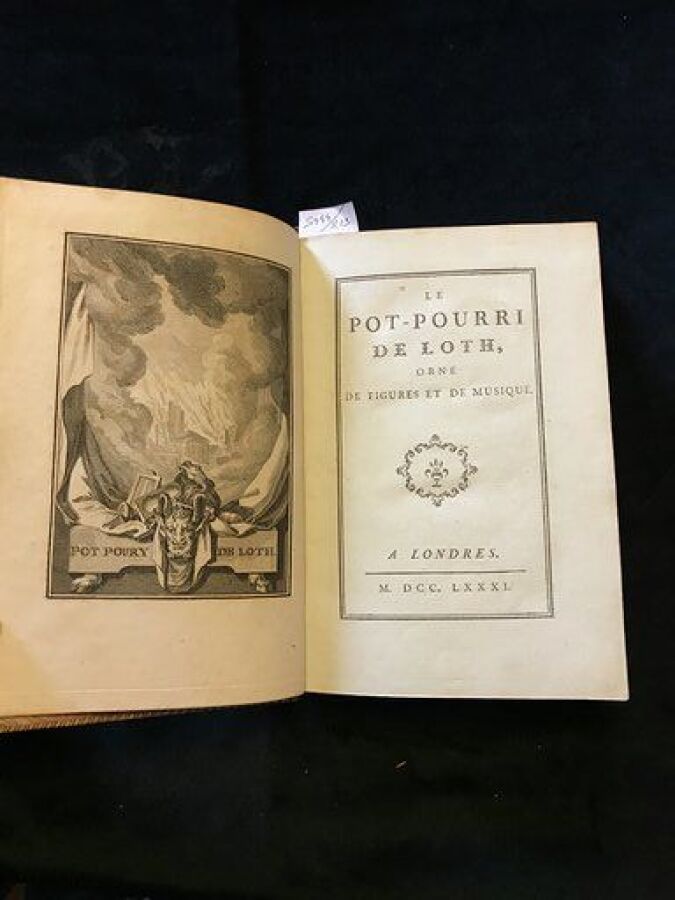 POT POURY DE LOTH.
LE
POT-POURRI
DE LOTH,
ORNÉ
DE FIGURES ET DE MUSIQUE.
A LONDRES.
M. DCC. LXXXI.